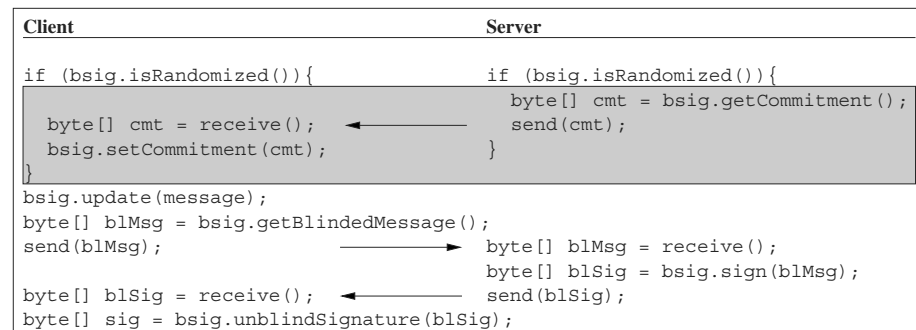 Client Server
if (bsig.isRandomized()){ if (bsig.isRandomized()){
byte[] cmt = bsig.getCommitment();
byte[] cmt = receive(); send(cmt);
bsig.setCommitment(cmt); }
}
bsig.update(message);
byte[] blMsg = bsig.getBlindedMessage();
send(blMsg); byte[] blMsg = receive();
byte[] blSig = bsig.sign(blMsg);
byte[] blSig = receive(); send(blSig);
byte[] sig = bsig.unblindSignature(blSig);